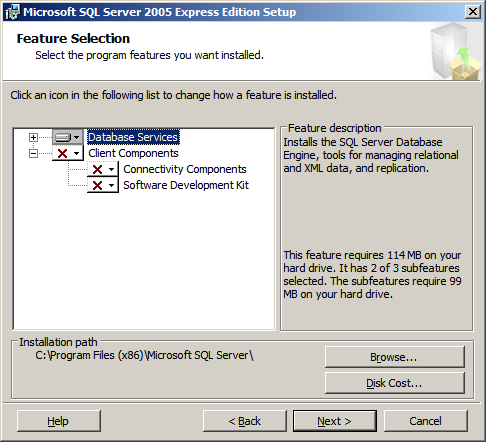 Microsoft SQL Server 2005 Express Edition Setup
Feature Selection
Select the program features you want installed.
Click an icon in the following list to change how a feature is installed.
Database Services
Client Components
Connectivity Components
Software Development Kit
Feature description
Installs the SQL Server Database
Engine, tools for managing relational
and XML data, and replication.
This feature requires 114 MB on your
hard drive. It has 2 of 3 subfeatures
selected. The subfeatures require 99
MB on your hard drive.
Installation path
C:\Program Files (x86)\Microsoft SQL Server\
Browse...
Disk Cost...
Help
< Back
Next >
Cancel